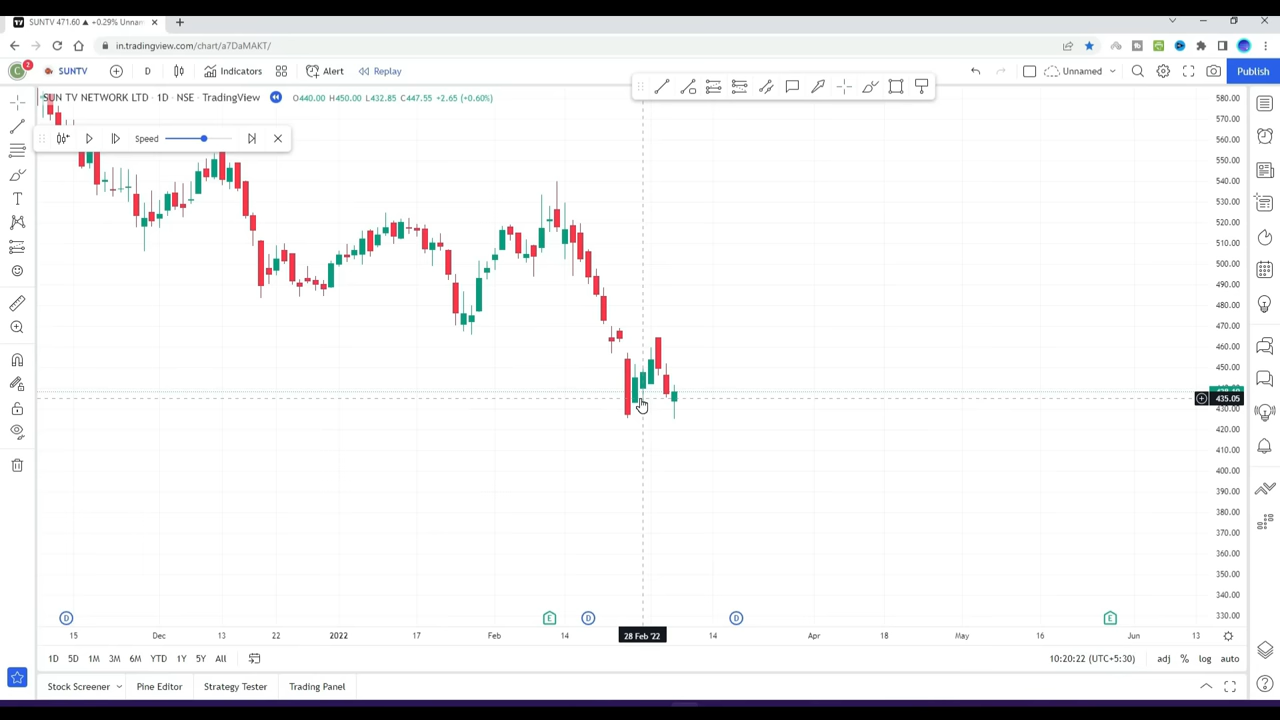 SUNTV 471.60 ▲ +0.29% Unnam
in.tradingview.com/chart/a7DaMAKT/
C 2 SUNTV D Indicators Alert Replay Unnamed Publish
SUN TV NETWORK LTD · 1D · NSE · TradingView O440.00 H450.00 L432.85 C447.55 +2.65 (+0.60%)
Speed
580.00
570.00
560.00
550.00
540.00
530.00
520.00
510.00
500.00
490.00
480.00
470.00
460.00
450.00
435.05
430.00
420.00
410.00
400.00
390.00
380.00
370.00
360.00
350.00
340.00
330.00
D E D D E
15 Dec 13 22 2022 17 Feb 14 28 Feb '22 14 Apr 18 May 16 Jun 13
1D 5D 1M 3M 6M YTD 1Y 5Y All 10:20:22 (UTC+5:30) adj % log auto
Stock Screener Pine Editor Strategy Tester Trading Panel